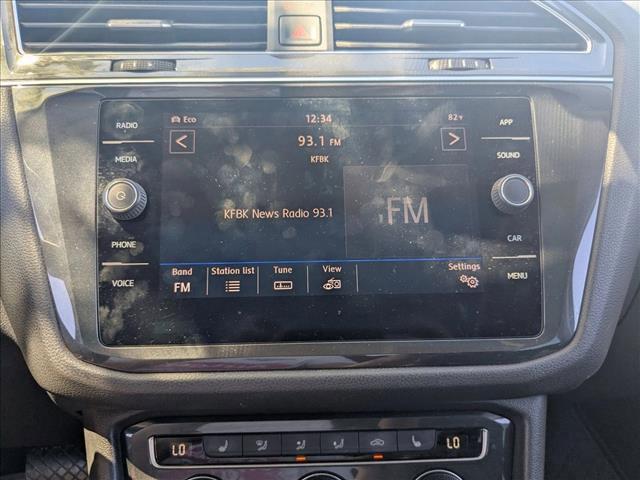 RADIO
MEDIA
PHONE
VOICE
Eco 12:34 82°F
93.1 FM
KFBK
KFBK News Radio 93.1
FM
Band Station list Tune View Settings
FM
APP
SOUND
CAR
MENU
LO LO